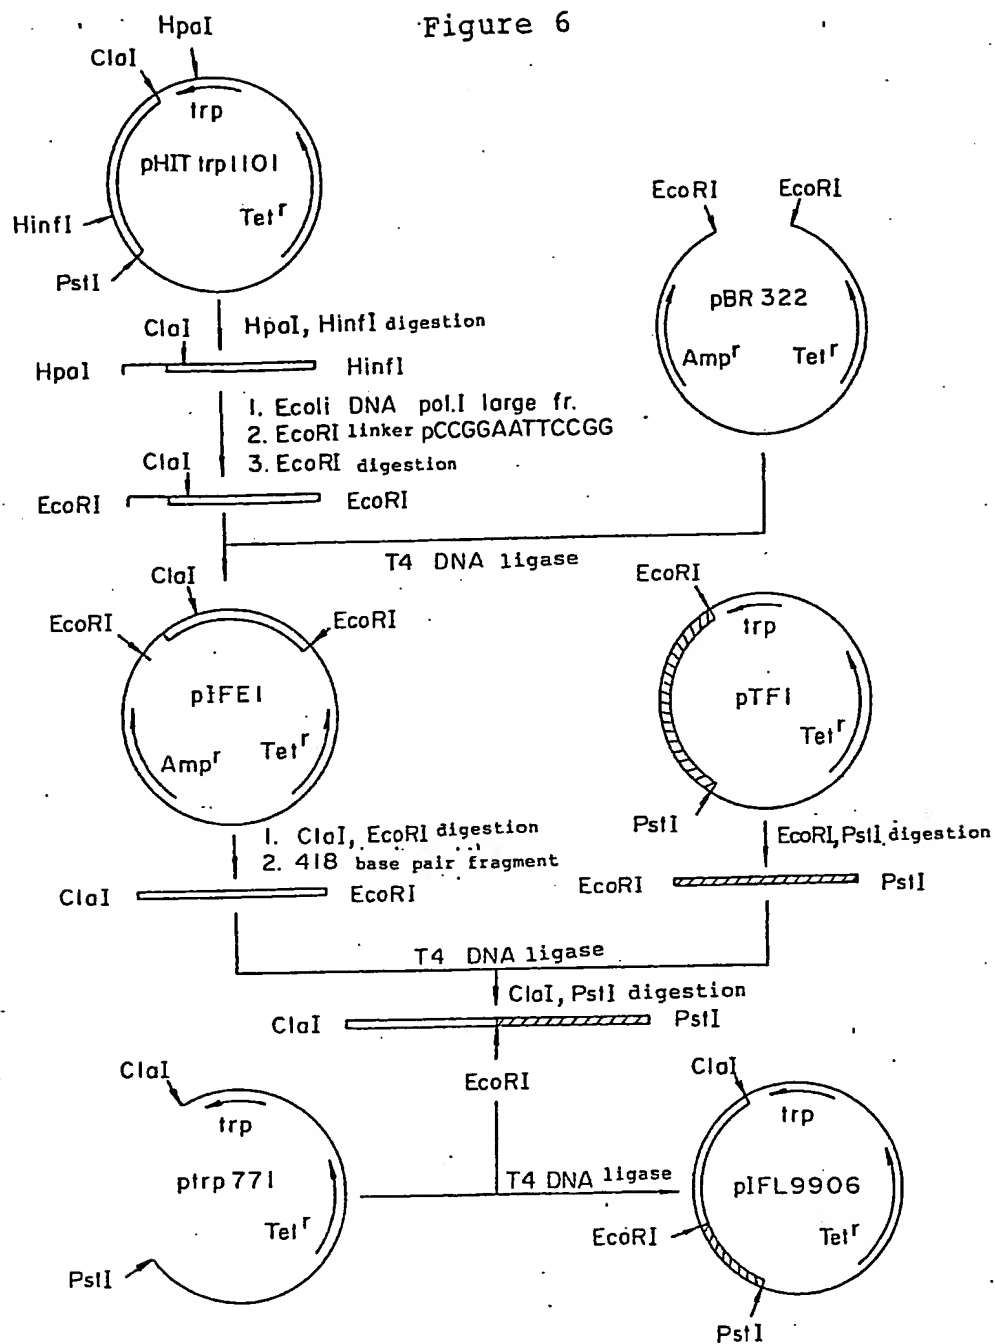 Figure 6
HpaI
ClaI
trp
pHIT trp1101
Tet^r
HinfI
PstI
EcoRI EcoRI
pBR 322
Amp^r Tet^r
HpaI, HinfI digestion
ClaI
HpaI HinfI
1. Ecoli DNA pol.I large fr.
2. EcoRI linker pCCGGAATTCCGG
3. EcoRI digestion
ClaI
EcoRI EcoRI
T4 DNA ligase
ClaI
EcoRI EcoRI
pIFE1
Amp^r Tet^r
EcoRI
trp
pTF1
Tet^r
PstI
1. ClaI, EcoRI digestion
2. 418 base pair fragment
EcoRI, PstI digestion
ClaI EcoRI
EcoRI PstI
T4 DNA ligase
ClaI, PstI digestion
ClaI PstI
EcoRI
ClaI
trp
ptrp 771
Tet^r
PstI
T4 DNA ligase
ClaI
trp
pIFL9906
EcoRI
Tet^r
PstI